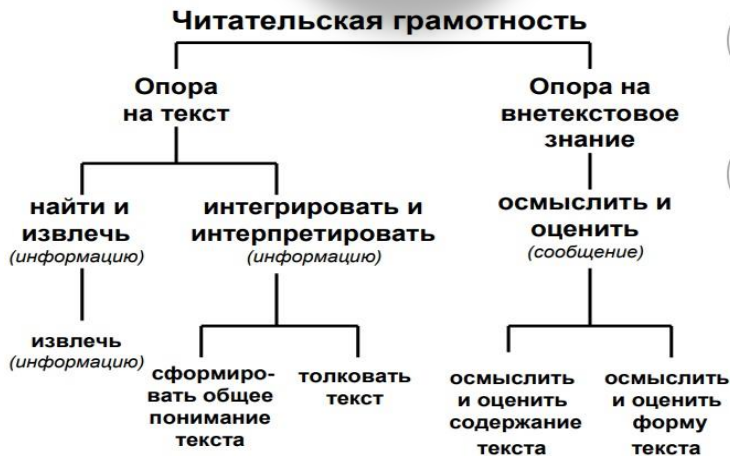 Читательская грамотность
Опора
на текст
Опора на
внетекстовое
знание
найти и
извлечь
(информацию)
интегрировать и
интерпретировать
(информацию)
осмыслить и
оценить
(сообщение)
извлечь
(информацию)
сформиро-
вать общее
понимание
текста
толковать
текст
осмыслить
и оценить
содержание
текста
осмыслить
и оценить
форму
текста